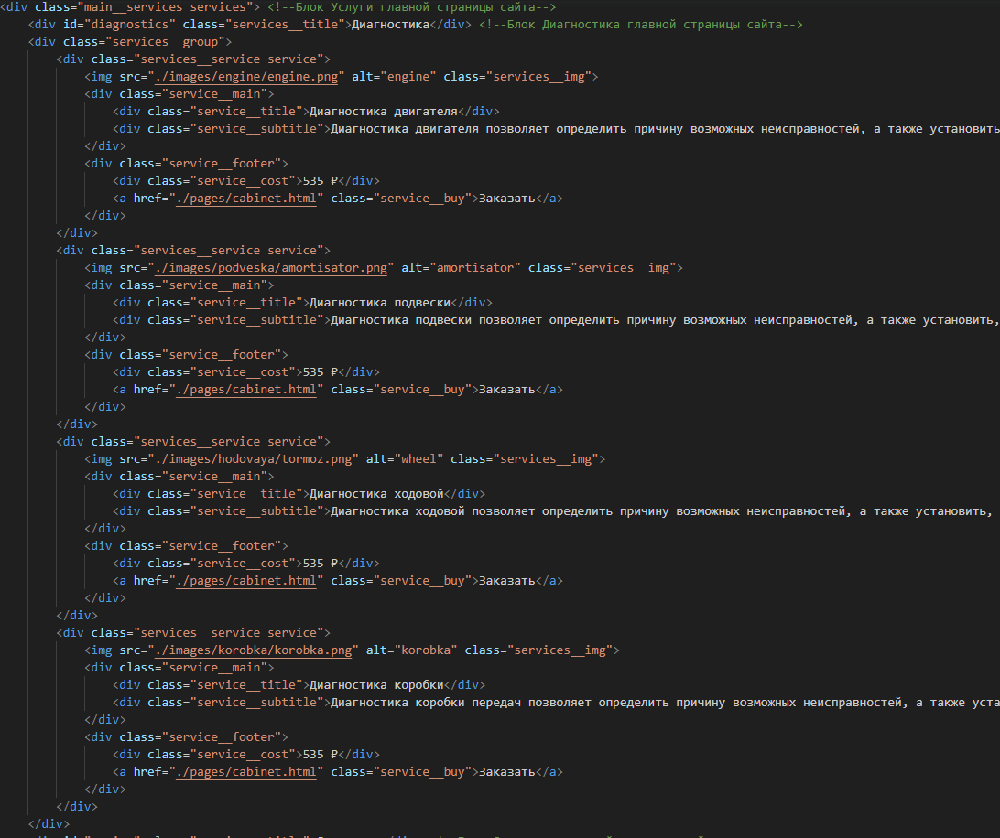 <div class="main__services services"> <!--Блок Услуги главной страницы сайта-->
<div id="diagnostics" class="services__title">Диагностика</div> <!--Блок Диагностика главной страницы сайта-->
<div class="services__group">
<div class="services__service service">
<img src="./images/engine/engine.png" alt="engine" class="services__img">
<div class="service__main">
<div class="service__title">Диагностика двигателя</div>
<div class="service__subtitle">Диагностика двигателя позволяет определить причину возможных неисправностей, а также установить
</div>
<div class="service__footer">
<div class="service__cost">535 ₽</div>
<a href="./pages/cabinet.html" class="service__buy">Заказать</a>
</div>
</div>
<div class="services__service service">
<img src="./images/podveska/amortisator.png" alt="amortisator" class="services__img">
<div class="service__main">
<div class="service__title">Диагностика подвески</div>
<div class="service__subtitle">Диагностика подвески позволяет определить причину возможных неисправностей, а также установить,
</div>
<div class="service__footer">
<div class="service__cost">535 ₽</div>
<a href="./pages/cabinet.html" class="service__buy">Заказать</a>
</div>
</div>
<div class="services__service service">
<img src="./images/hodovaya/tormoz.png" alt="wheel" class="services__img">
<div class="service__main">
<div class="service__title">Диагностика ходовой</div>
<div class="service__subtitle">Диагностика ходовой позволяет определить причину возможных неисправностей, а также установить,
</div>
<div class="service__footer">
<div class="service__cost">535 ₽</div>
<a href="./pages/cabinet.html" class="service__buy">Заказать</a>
</div>
</div>
<div class="services__service service">
<img src="./images/korobka/korobka.png" alt="korobka" class="services__img">
<div class="service__main">
<div class="service__title">Диагностика коробки</div>
<div class="service__subtitle">Диагностика коробки передач позволяет определить причину возможных неисправностей, а также уста
</div>
<div class="service__footer">
<div class="service__cost">535 ₽</div>
<a href="./pages/cabinet.html" class="service__buy">Заказать</a>
</div>
</div>
</div>